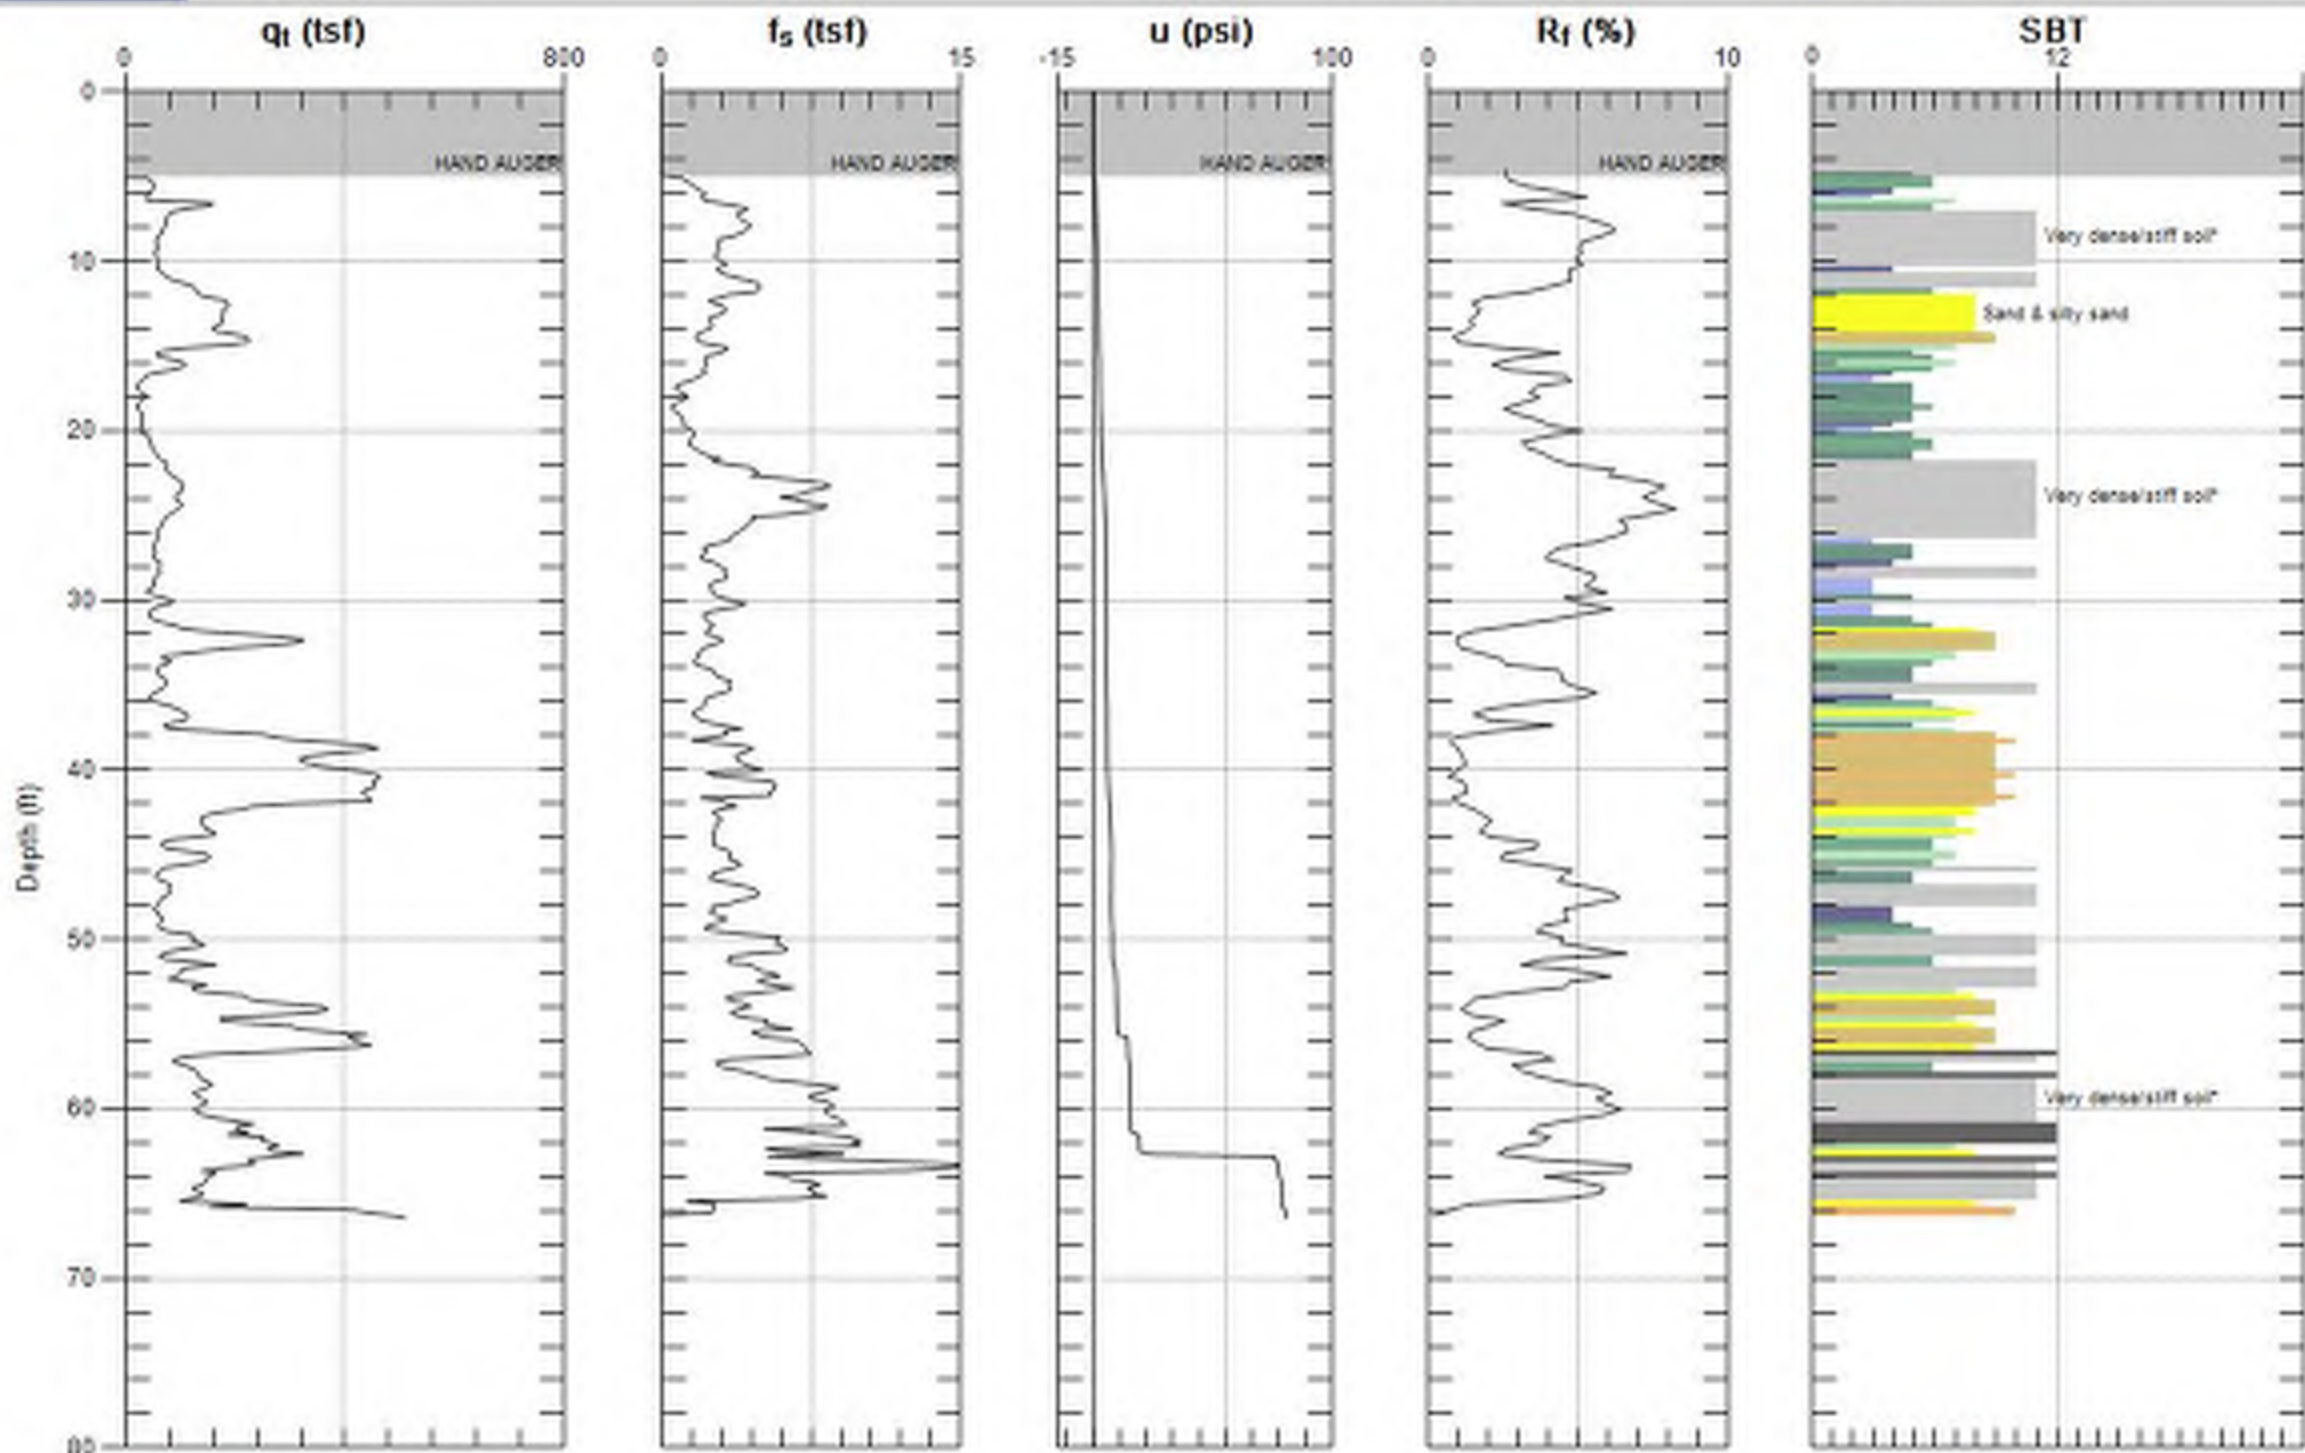 qt (tsf) fs (tsf) u (psi) Rf (%) SBT
0 800 0 15 -15 100 0 10 0 12
0
HAND AUGER HAND AUGER HAND AUGER HAND AUGER
Very dense/stiff soil*
10
Sand & silty sand
20
Very dense/stiff soil*
30
40
Depth (ft)
50
60
Very dense/stiff soil*
70
80